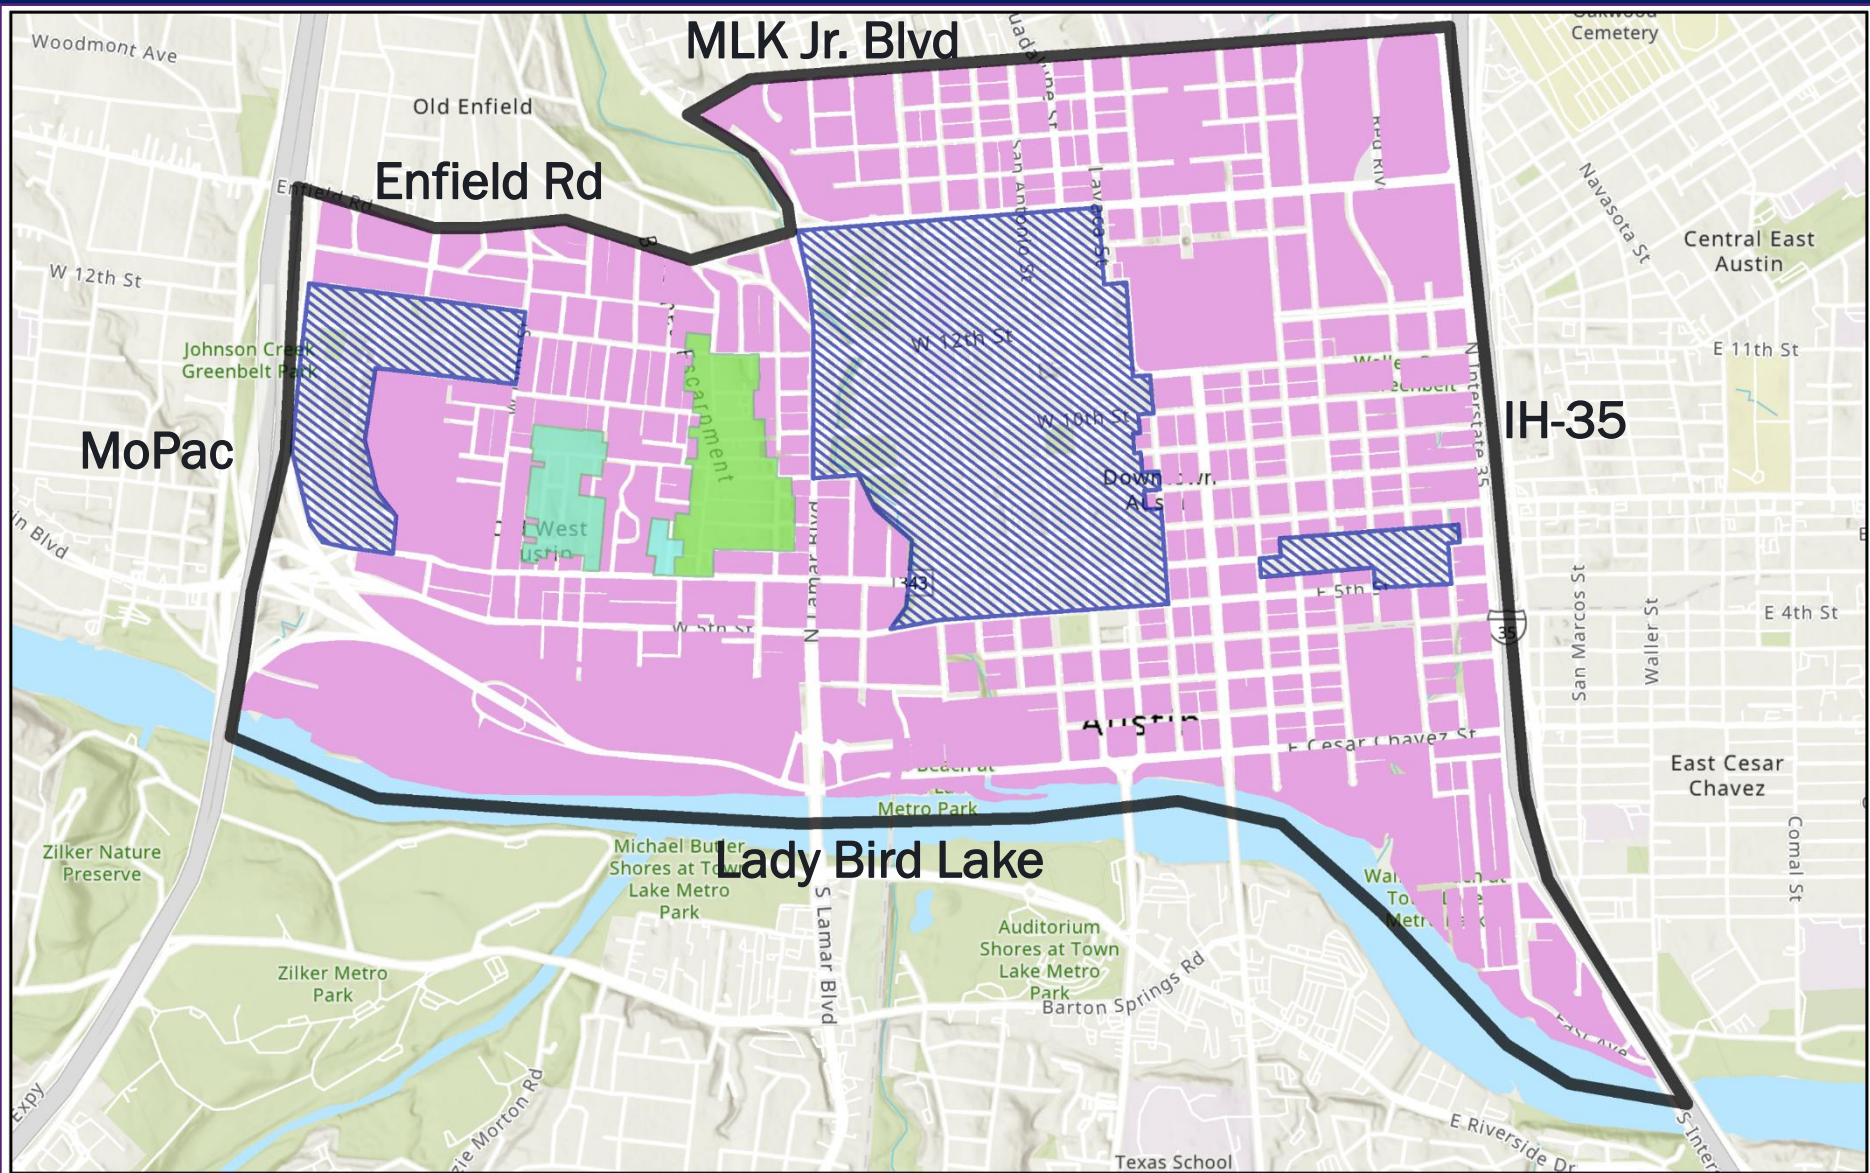 MLK Jr. Blvd
Woodmont Ave
Cemetery
Old Enfield
Enfield Rd
Enfield Rd
W 12th St
Navasota St
Central East
Austin
San Antonio St
Lavaca St
W 12th St
Johnson Creek
Greenbelt Park
E 11th St
Escarpment
W 10th St
MoPac
IH-35
N Interstate 35
Downtown
N Lamar Blvd
343
E 5th St
W 5th St
35
San Marcos St
Waller St
E 4th St
Austin
E Cesar Chavez St
East Cesar
Chavez
Metro Park
Lady Bird Lake
Michael Butler
Shores at Town
Lake Metro
Park
Zilker Nature
Preserve
Comal St
S Lamar Blvd
Auditorium
Shores at Town
Lake Metro
Park
Zilker Metro
Park
Barton Springs Rd
East Ave
Expy
E Riverside Dr
Texas School